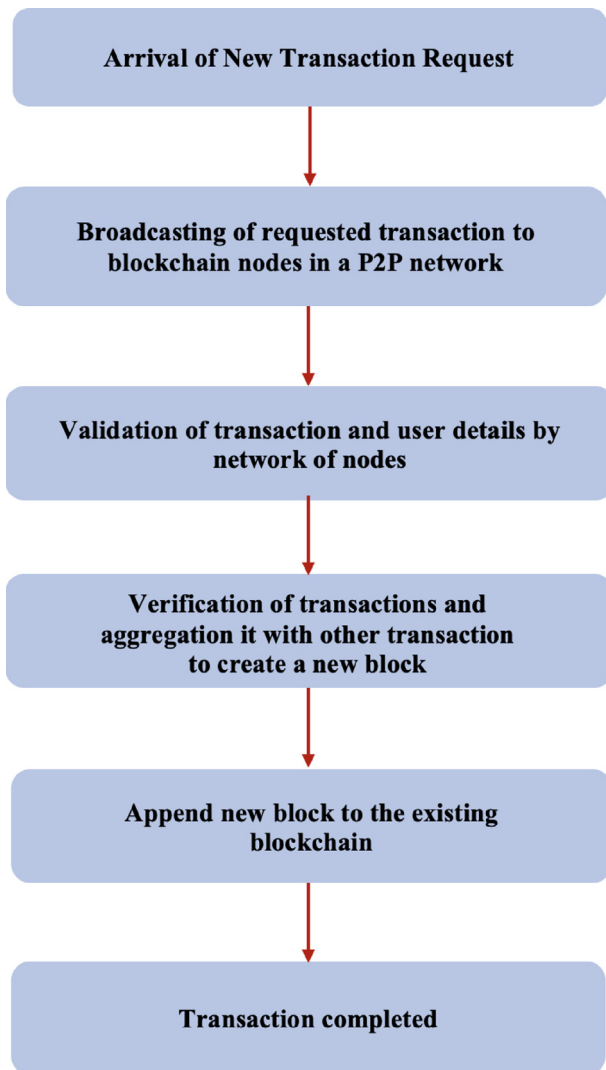 Arrival of New Transaction Request
Broadcasting of requested transaction to
blockchain nodes in a P2P network
Validation of transaction and user details by
network of nodes
Verification of transactions and
aggregation it with other transaction
to create a new block
Append new block to the existing
blockchain
Transaction completed